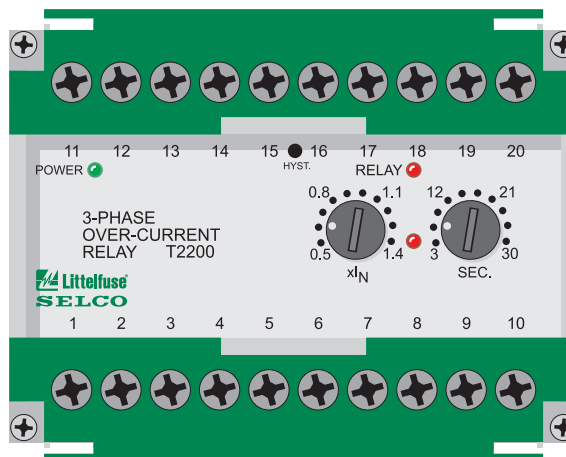 11 12 13 14 15 16 17 18 19 20
HYST.
POWER RELAY
0.8 1.1 12 21
3-PHASE
OVER-CURRENT
RELAY T2200
0.5 1.4 3 30
xIN SEC.
Littelfuse
SELCO
1 2 3 4 5 6 7 8 9 10